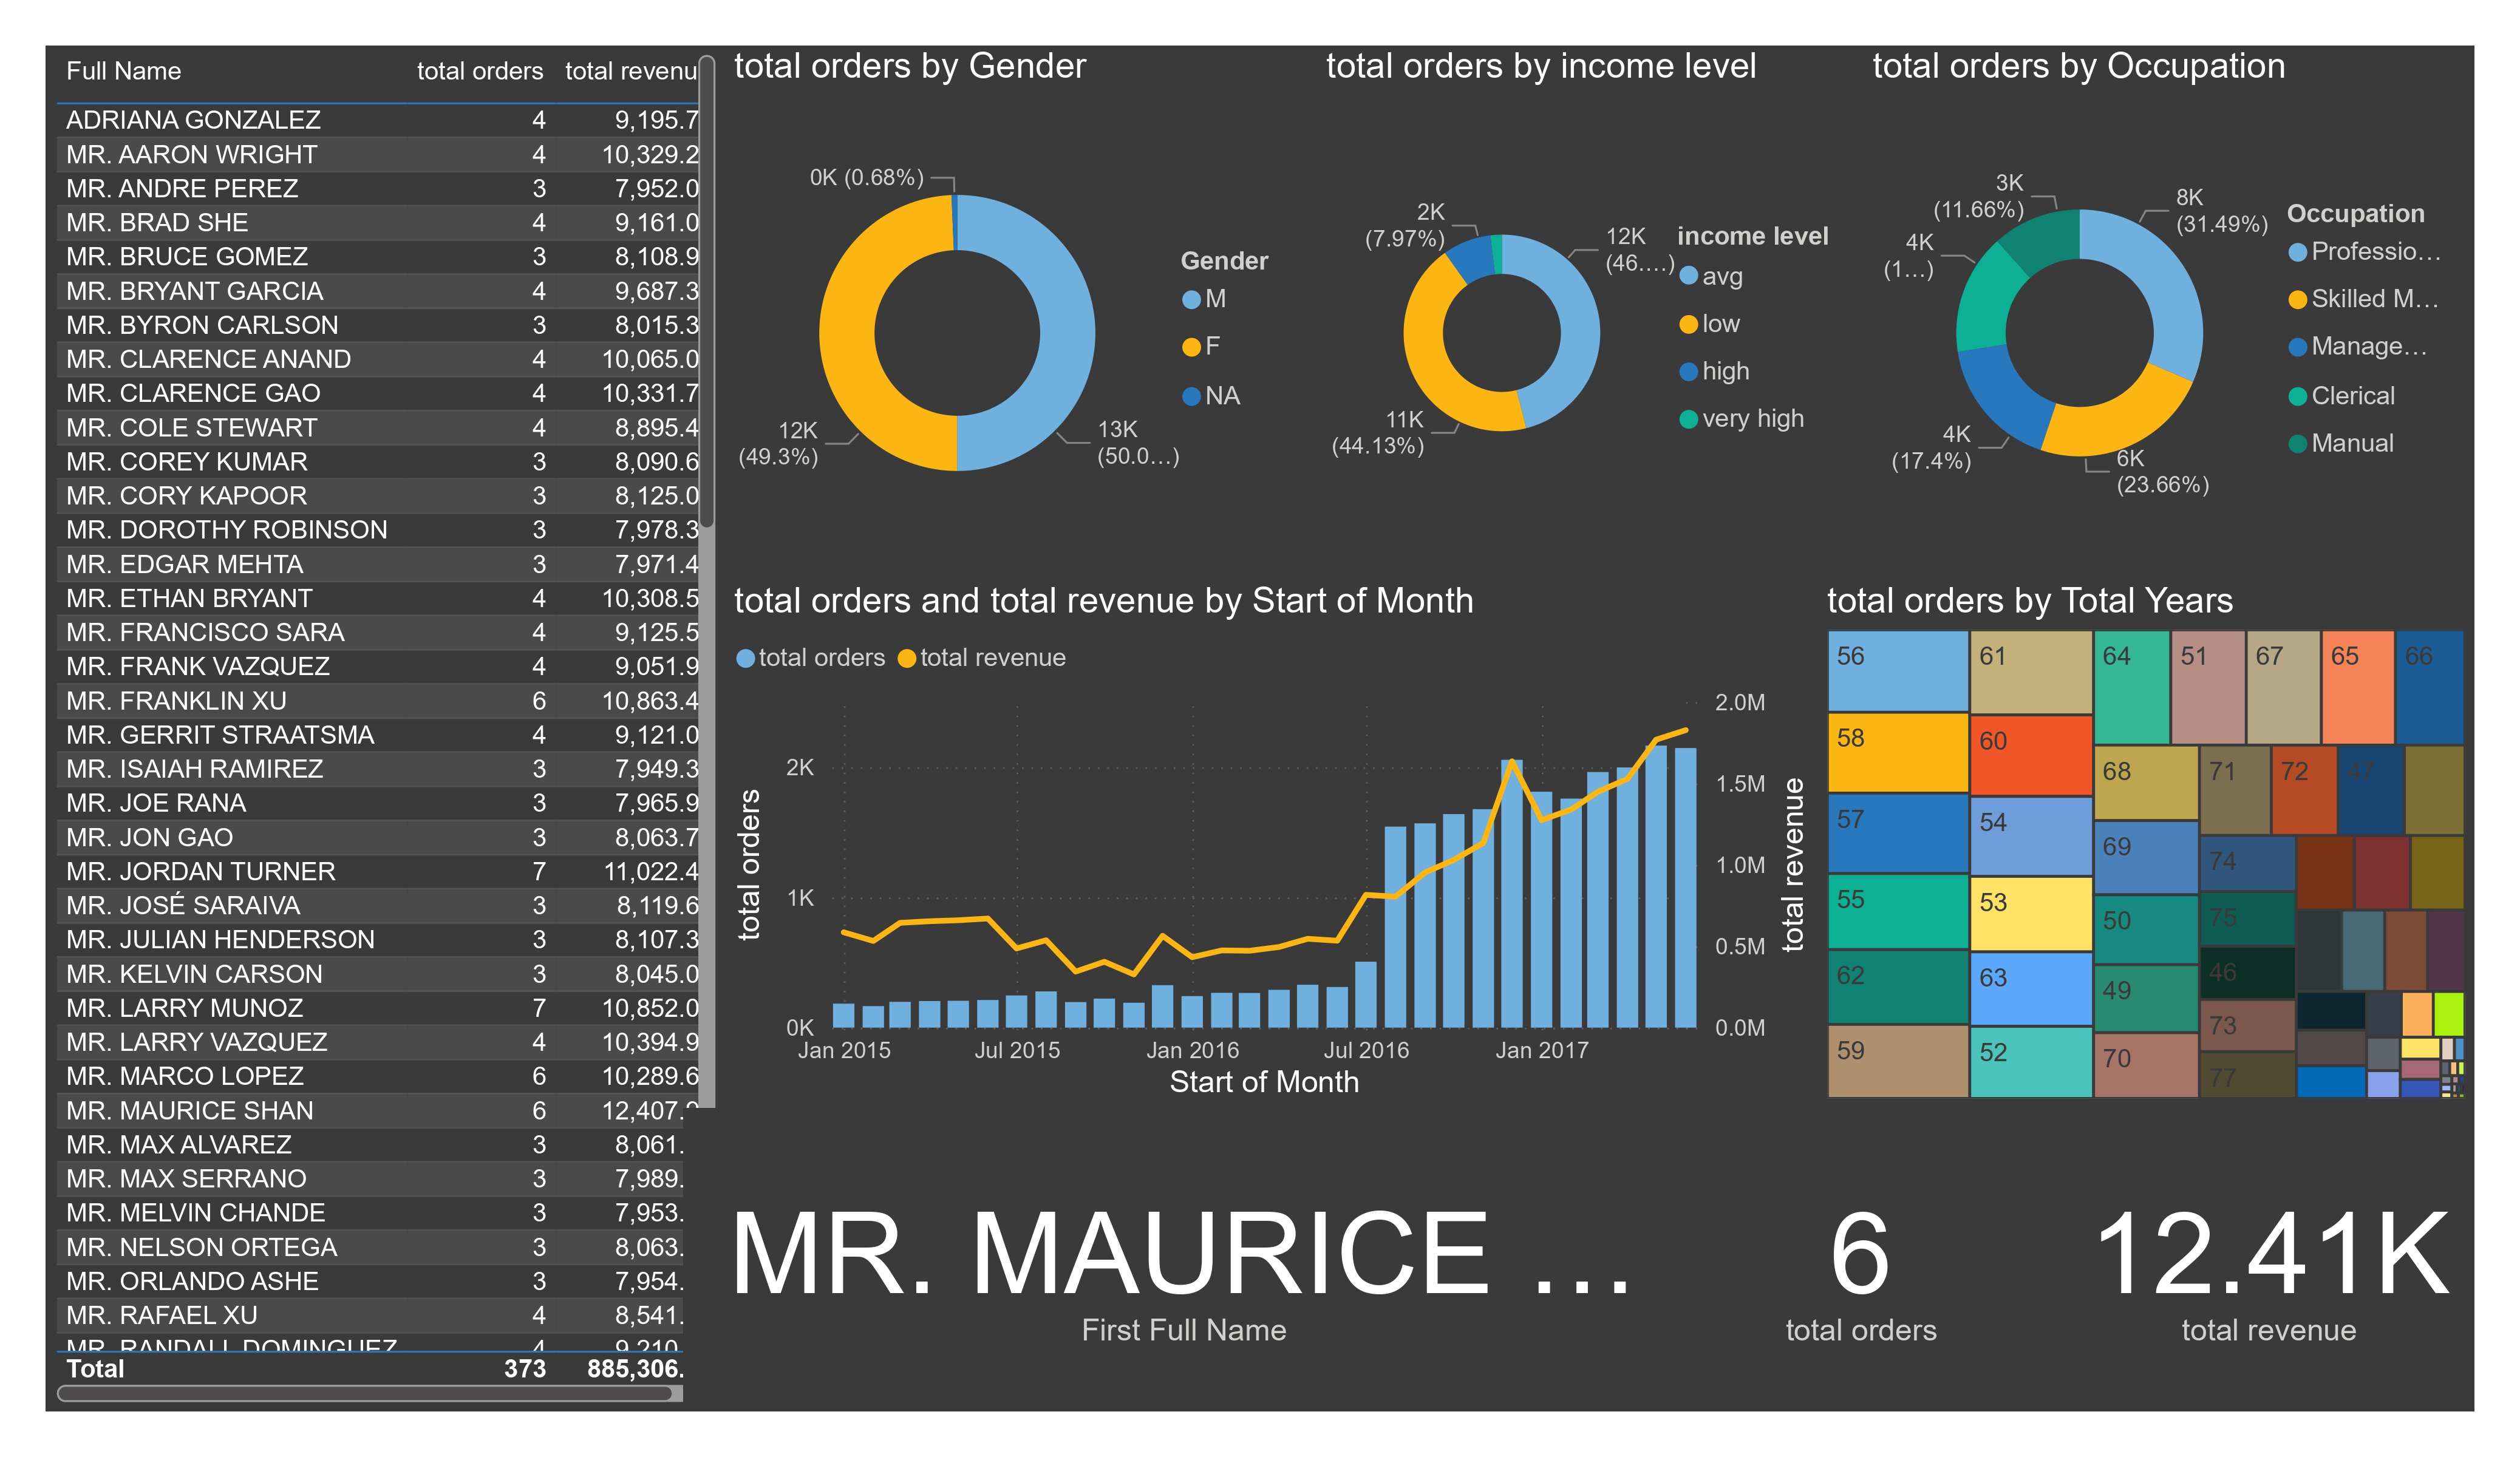 Full Name total orders total revenu
ADRIANA GONZALEZ 4 9,195.7
MR. AARON WRIGHT 4 10,329.2
MR. ANDRE PEREZ 3 7,952.0
MR. BRAD SHE 4 9,161.0
MR. BRUCE GOMEZ 3 8,108.9
MR. BRYANT GARCIA 4 9,687.3
MR. BYRON CARLSON 3 8,015.3
MR. CLARENCE ANAND 4 10,065.0
MR. CLARENCE GAO 4 10,331.7
MR. COLE STEWART 4 8,895.4
MR. COREY KUMAR 3 8,090.6
MR. CORY KAPOOR 3 8,125.0
MR. DOROTHY ROBINSON 3 7,978.3
MR. EDGAR MEHTA 3 7,971.4
MR. ETHAN BRYANT 4 10,308.5
MR. FRANCISCO SARA 4 9,125.5
MR. FRANK VAZQUEZ 4 9,051.9
MR. FRANKLIN XU 6 10,863.4
MR. GERRIT STRAATSMA 4 9,121.0
MR. ISAIAH RAMIREZ 3 7,949.3
MR. JOE RANA 3 7,965.9
MR. JON GAO 3 8,063.7
MR. JORDAN TURNER 7 11,022.4
MR. JOSÉ SARAIVA 3 8,119.6
MR. JULIAN HENDERSON 3 8,107.3
MR. KELVIN CARSON 3 8,045.0
MR. LARRY MUNOZ 7 10,852.0
MR. LARRY VAZQUEZ 4 10,394.9
MR. MARCO LOPEZ 6 10,289.6
MR. MAURICE SHAN 6 12,407.9
MR. MAX ALVAREZ 3 8,061.
MR. MAX SERRANO 3 7,989.
MR. MELVIN CHANDE 3 7,953.
MR. NELSON ORTEGA 3 8,063.
MR. ORLANDO ASHE 3 7,954.
MR. RAFAEL XU 4 8,541.
MR. RANDALL DOMINGUEZ 4 9,210.
Total 373 885,306.
total orders by Gender
0K (0.68%)
12K
(49.3%)
13K
(50.0…)
Gender
M
F
NA
total orders by income level
2K
(7.97%)
12K
(46.…)
11K
(44.13%)
income level
avg
low
high
very high
total orders by Occupation
3K
(11.66%)
8K
(31.49%)
4K
(1…)
4K
(17.4%)
6K
(23.66%)
Occupation
Professio…
Skilled M…
Manage…
Clerical
Manual
total orders and total revenue by Start of Month
total orders total revenue
total orders
2K
1K
0K
2.0M
1.5M
1.0M
0.5M
0.0M
total revenue
Jan 2015 Jul 2015 Jan 2016 Jul 2016 Jan 2017
Start of Month
total orders by Total Years
56 61 64 51 67 65 66
58 60 68 71 72 47
57 54 69 74
55 53 50 75
62 63 49 46
59 52 70 73
77
MR. MAURICE …
First Full Name
6
total orders
12.41K
total revenue